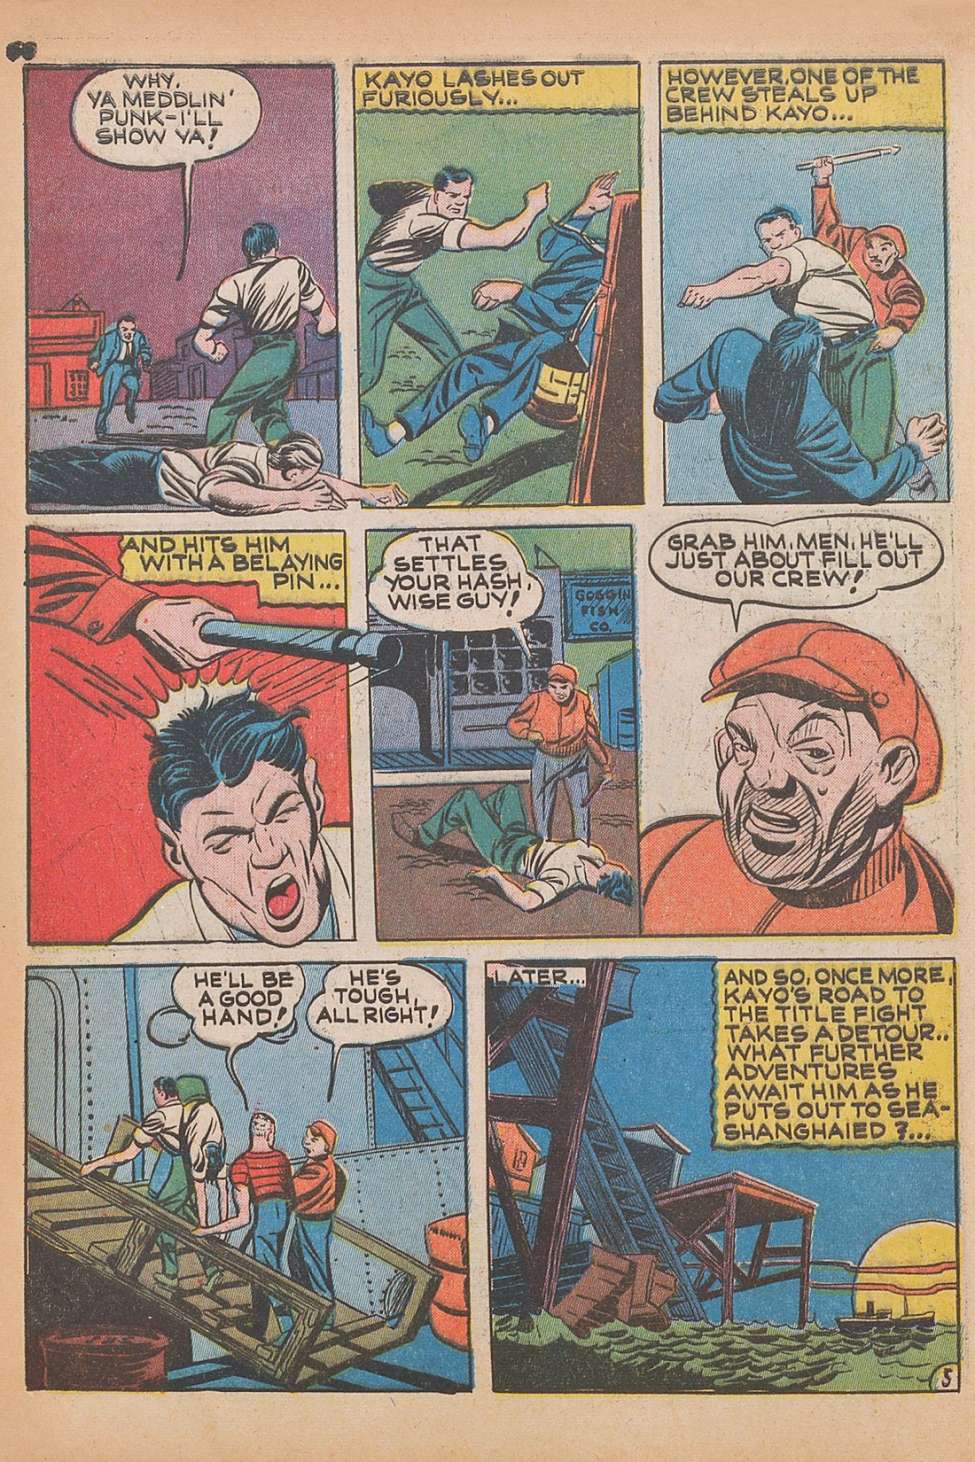 WHY,
YA MEDDLIN'
PUNK-I'LL
SHOW YA!
KAYO LASHES OUT
FURIOUSLY...
HOWEVER, ONE OF THE
CREW STEALS UP
BEHIND KAYO...
AND HITS HIM
WITH A BELAYING
PIN...
THAT
SETTLES
YOUR HASH,
WISE GUY!
GOGGIN
FISH
CO.
GRAB HIM, MEN, HE'LL
JUST ABOUT FILL OUT
OUR CREW!
HE'LL BE
A GOOD
HAND!
HE'S
TOUGH,
ALL RIGHT!
LATER...
AND SO, ONCE MORE,
KAYO'S ROAD TO
THE TITLE FIGHT
TAKES A DETOUR..
WHAT FURTHER
ADVENTURES
AWAIT HIM AS HE
PUTS OUT TO SEA-
SHANGHAIED?...
5